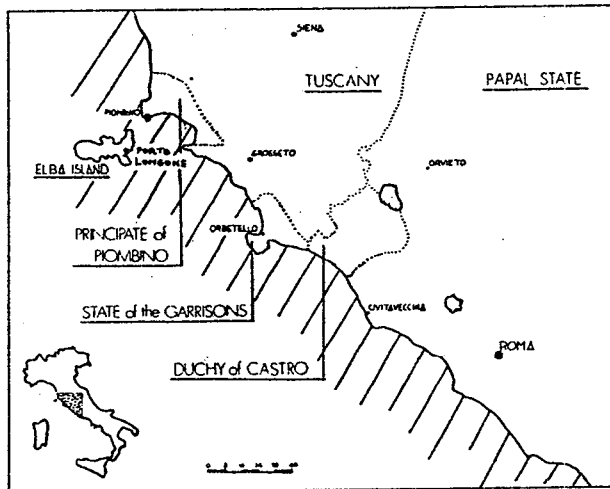 SIENA
TUSCANY
PAPAL STATE
PIOMBINO
GROSSETO
ORVIETO
PORTO
LONGONE
ELBA ISLAND
ORBETELLO
PRINCIPATE of
PIOMBINO
STATE of the GARRISONS
CIVITAVECCHIA
ROMA
DUCHY of CASTRO